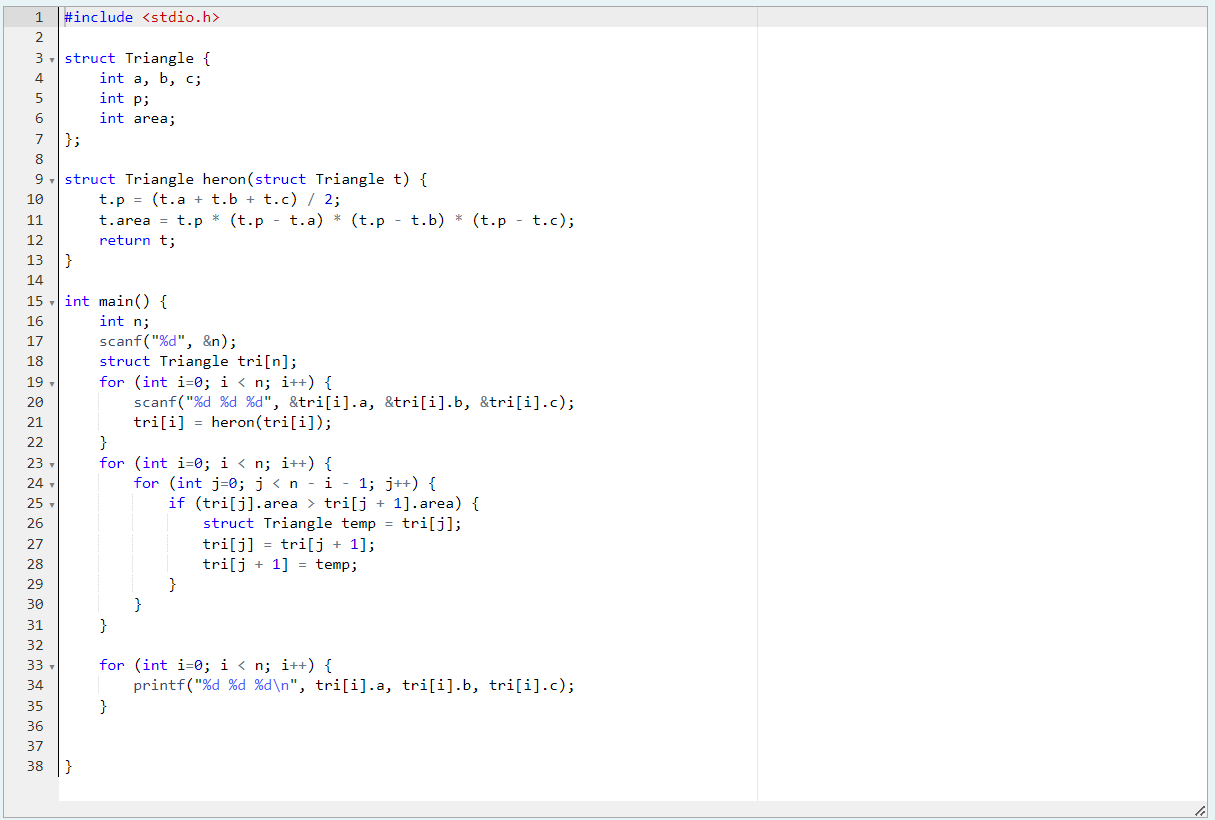 1 #include <stdio.h>
2
3 struct Triangle {
4     int a, b, c;
5     int p;
6     int area;
7 };
8
9 struct Triangle heron(struct Triangle t) {
10     t.p = (t.a + t.b + t.c) / 2;
11     t.area = t.p * (t.p - t.a) * (t.p - t.b) * (t.p - t.c);
12     return t;
13 }
14
15 int main() {
16     int n;
17     scanf("%d", &n);
18     struct Triangle tri[n];
19     for (int i=0; i < n; i++) {
20         scanf("%d %d %d", &tri[i].a, &tri[i].b, &tri[i].c);
21         tri[i] = heron(tri[i]);
22     }
23     for (int i=0; i < n; i++) {
24         for (int j=0; j < n - i - 1; j++) {
25             if (tri[j].area > tri[j + 1].area) {
26                 struct Triangle temp = tri[j];
27                 tri[j] = tri[j + 1];
28                 tri[j + 1] = temp;
29             }
30         }
31     }
32
33     for (int i=0; i < n; i++) {
34         printf("%d %d %d\n", tri[i].a, tri[i].b, tri[i].c);
35     }
36
37
38 }